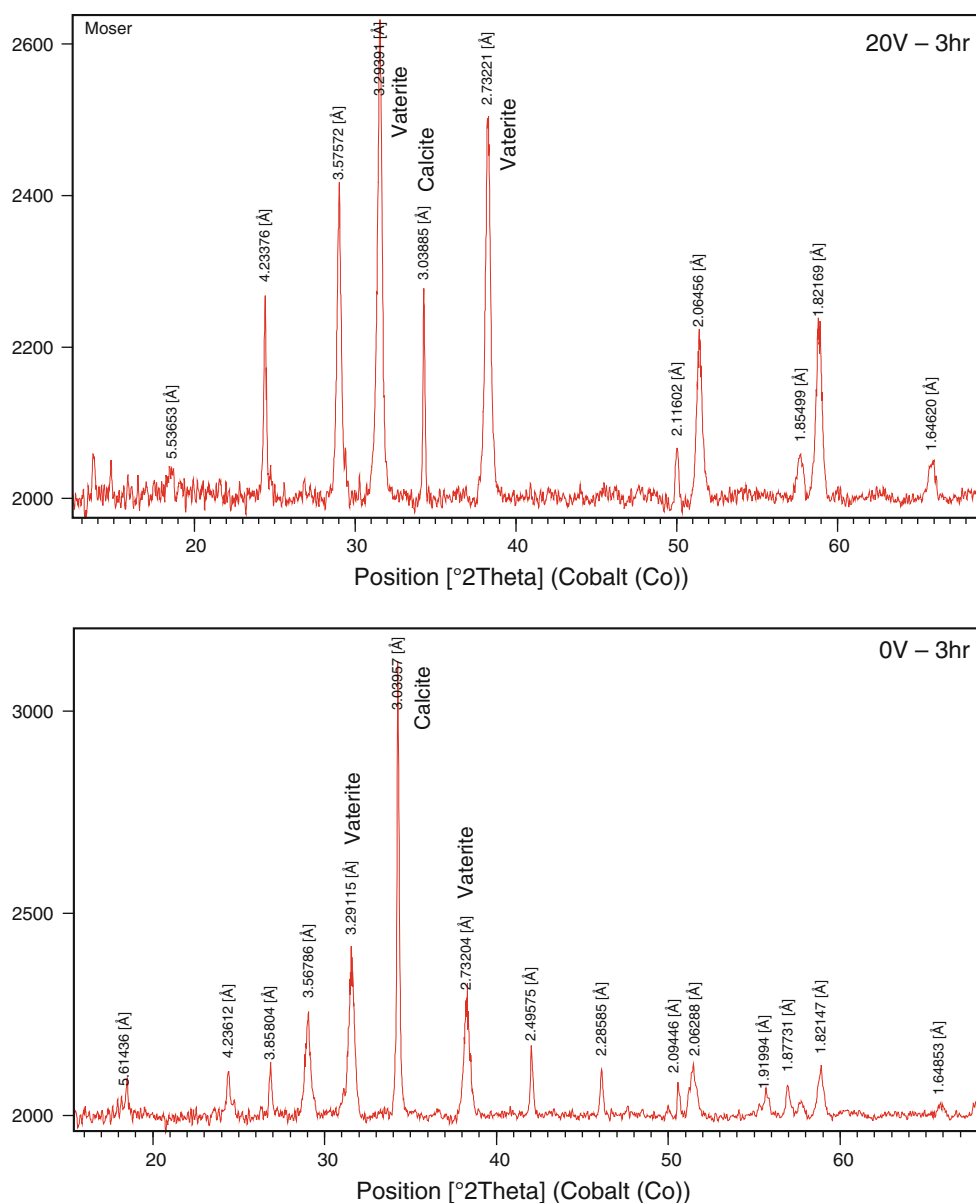 Moser
20V – 3hr
2600
2400
2200
2000
5.53653 [Å]
4.23376 [Å]
3.57572 [Å]
3.29391 [Å]
Vaterite
3.03885 [Å]
Calcite
2.73221 [Å]
Vaterite
2.11602 [Å]
2.06456 [Å]
1.85499 [Å]
1.82169 [Å]
1.64620 [Å]
20 30 40 50 60
Position [°2Theta] (Cobalt (Co))
0V – 3hr
3000
2500
2000
5.61436 [Å]
4.23612 [Å]
3.85804 [Å]
3.56786 [Å]
3.29115 [Å]
Vaterite
3.03957 [Å]
Calcite
2.73204 [Å]
Vaterite
2.49575 [Å]
2.28585 [Å]
2.09446 [Å]
2.06288 [Å]
1.91994 [Å]
1.87731 [Å]
1.82147 [Å]
1.64853 [Å]
20 30 40 50 60
Position [°2Theta] (Cobalt (Co))